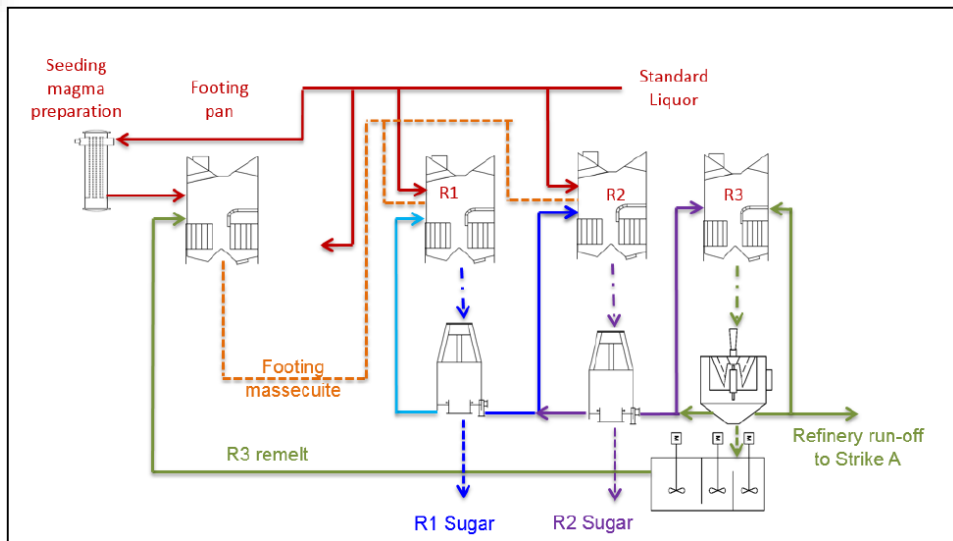 Seeding
magma
preparation
Footing
pan
Standard
Liquor
R1
R2
R3
Footing
massecuite
R3 remelt
M
M
M
Refinery run-off
to Strike A
R1 Sugar
R2 Sugar